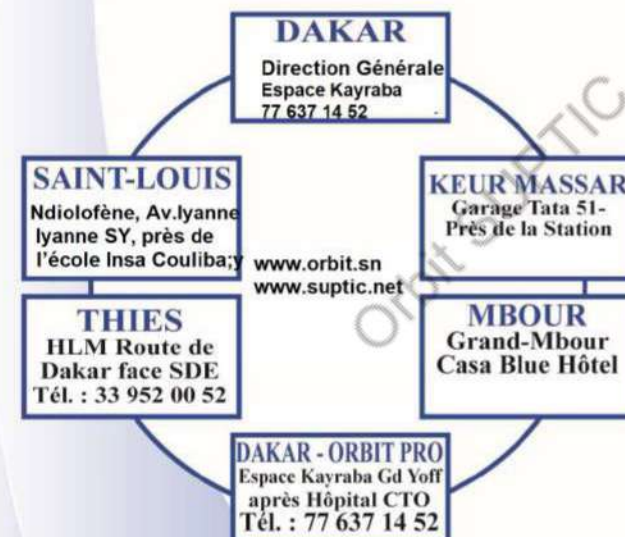 DAKAR
Direction Générale
Espace Kayraba
77 637 14 52
SAINT-LOUIS
Ndiolofène, Av.Iyanne
Iyanne SY, près de
l'école Insa Couliba;y
KEUR MASSAR
Garage Tata 51-
Près de la Station
www.orbit.sn
www.suptic.net
THIES
HLM Route de
Dakar face SDE
Tél. : 33 952 00 52
MBOUR
Grand-Mbour
Casa Blue Hôtel
DAKAR - ORBIT PRO
Espace Kayraba Gd Yoff
après Hôpital CTO
Tél. : 77 637 14 52
Orbit SUPTIC